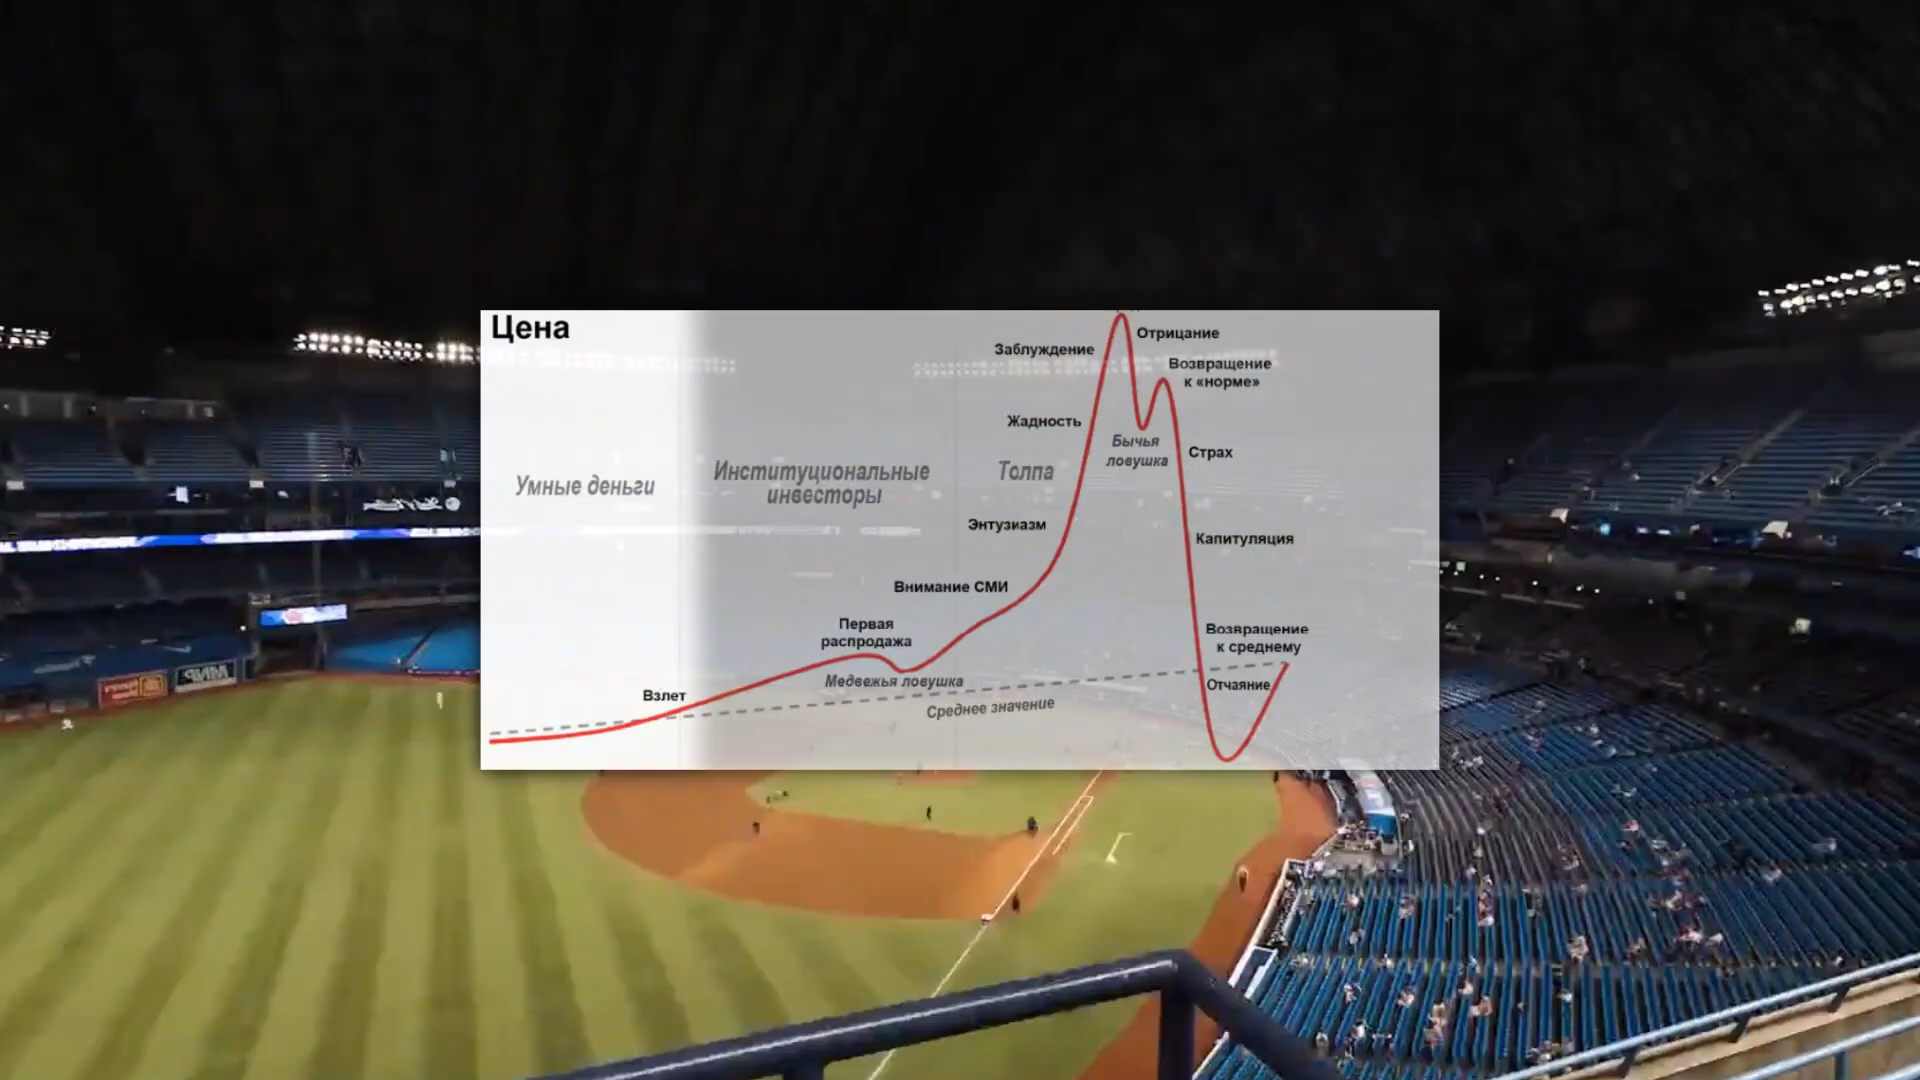 Цена
Заблуждение
Отрицание
Возвращение
к «норме»
Жадность
Бычья
ловушка
Страх
Умные деньги
Институциональные
инвесторы
Толпа
Энтузиазм
Капитуляция
Внимание СМИ
Первая
распродажа
Возвращение
к среднему
Медвежья ловушка
Отчаяние
Взлет
Среднее значение